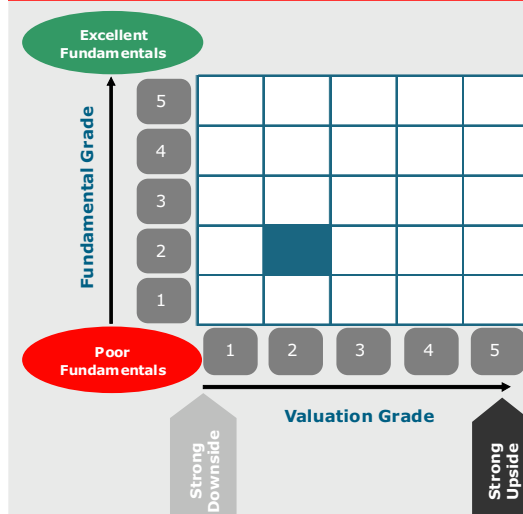 Excellent
Fundamentals
Fundamental Grade
5
4
3
2
1
Poor
Fundamentals
1 2 3 4 5
Valuation Grade
Strong
Downside
Strong
Upside